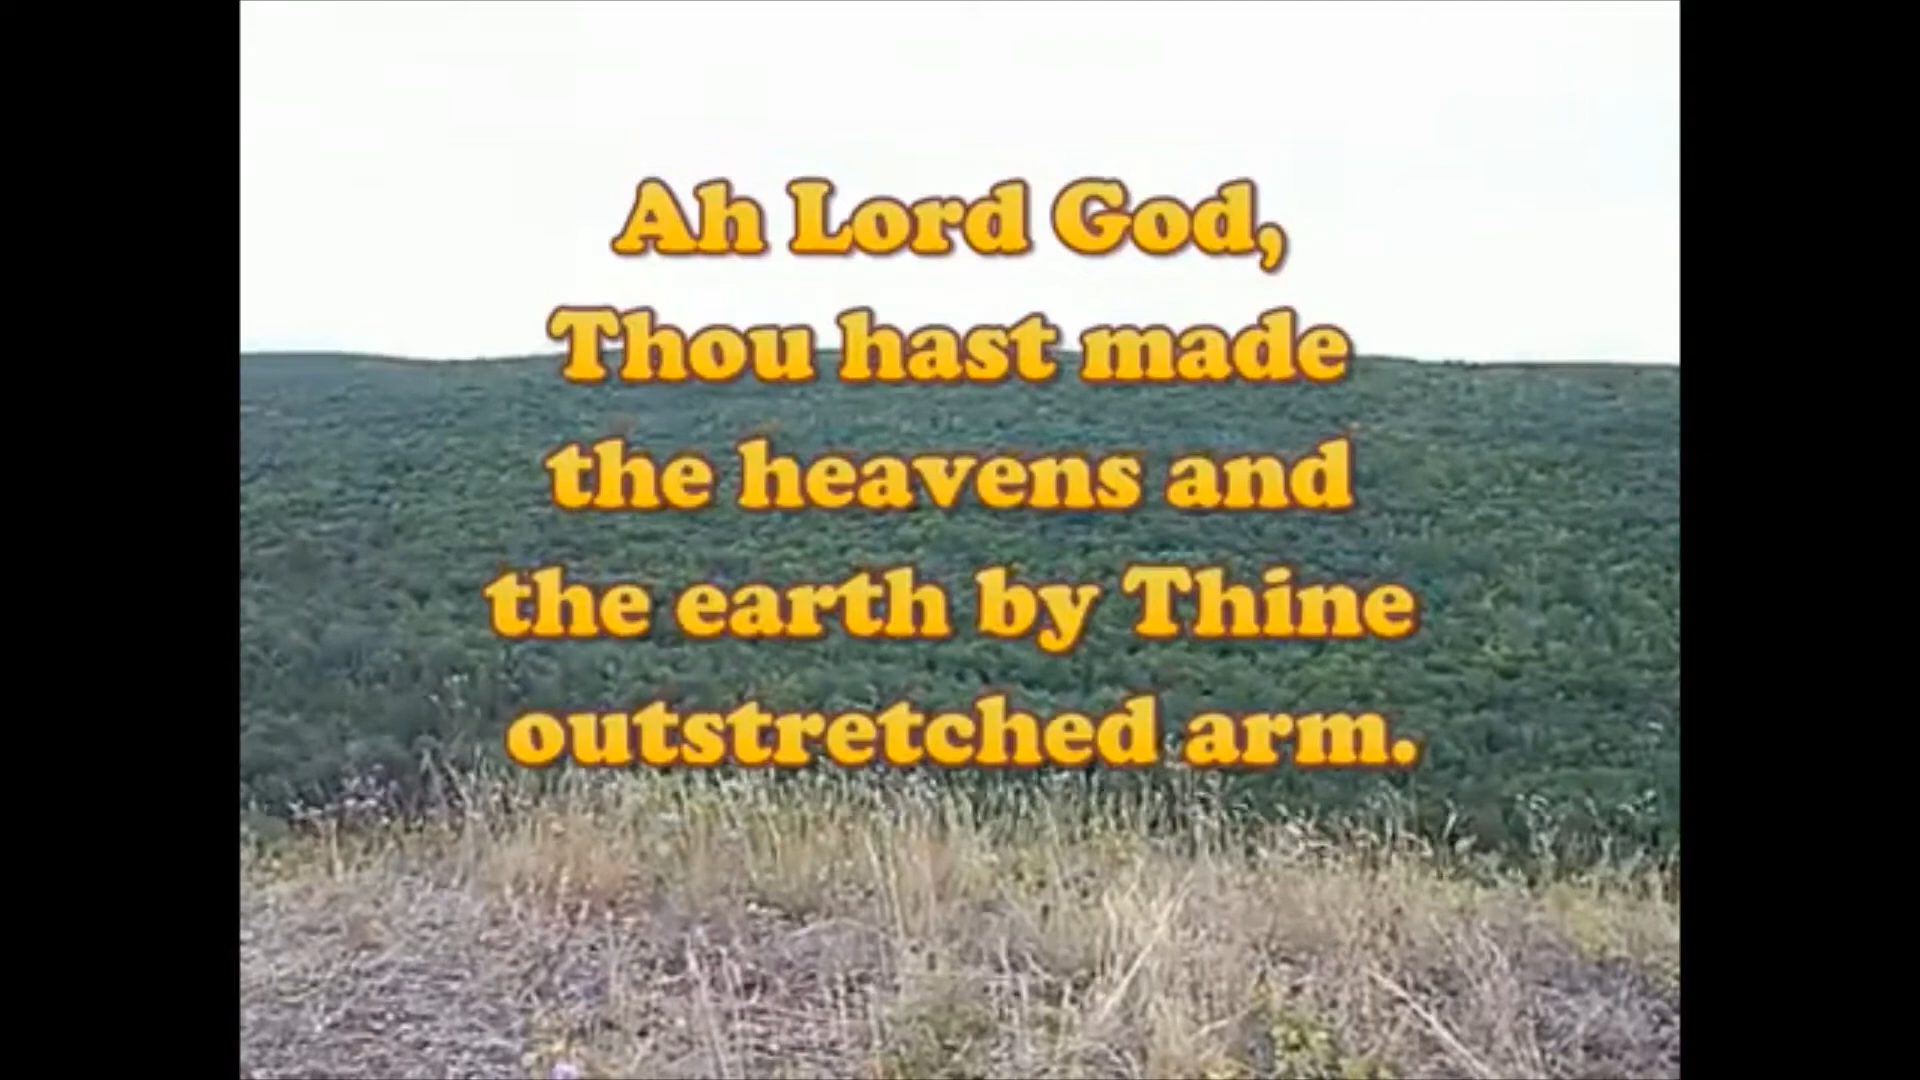 Ah Lord God,
Thou hast made
the heavens and
the earth by Thine
outstretched arm.